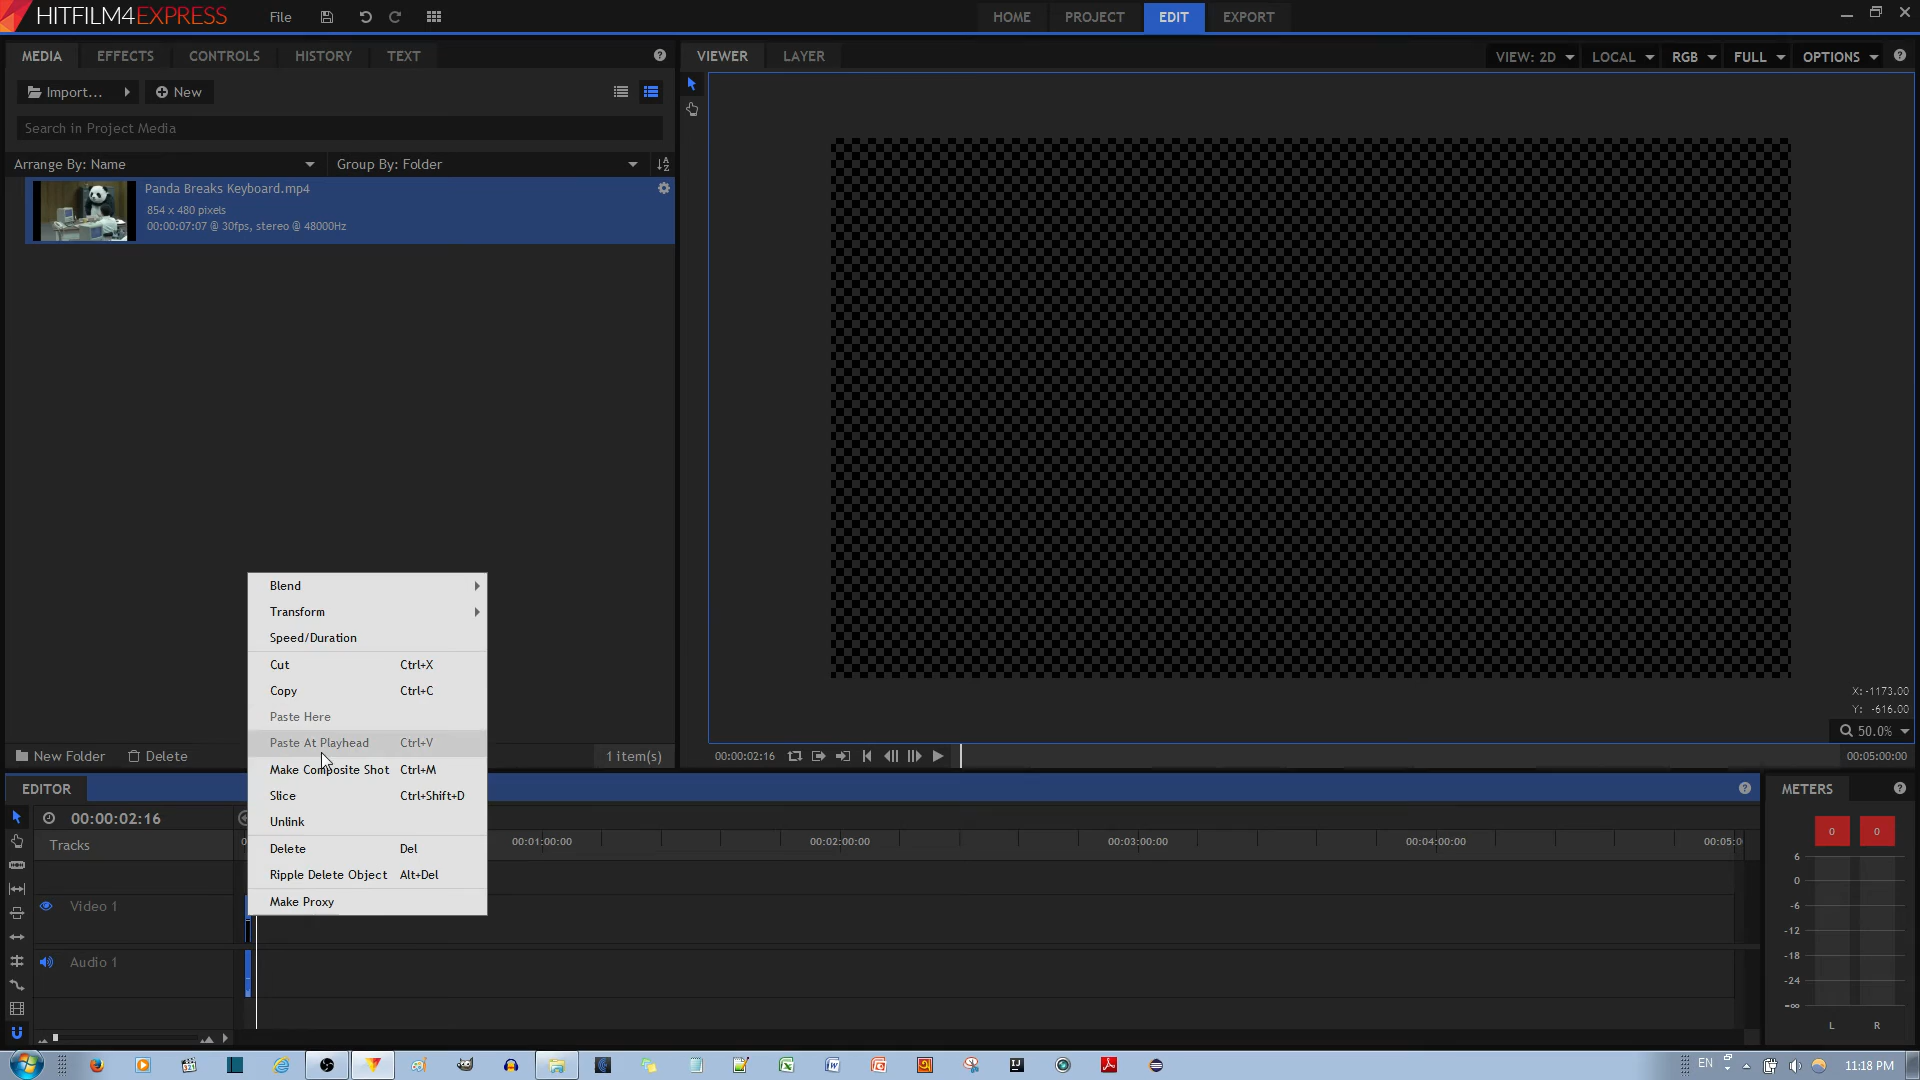 HITFILM4EXPRESS
File
HOME
PROJECT
EDIT
EXPORT
MEDIA
EFFECTS
CONTROLS
HISTORY
TEXT
VIEWER
LAYER
VIEW: 2D
LOCAL
RGB
FULL
OPTIONS
Import...
New
Search in Project Media
Arrange By: Name
Group By: Folder
Panda Breaks Keyboard.mp4
854 x 480 pixels
00:00:07:07 @ 30fps, stereo @ 48000Hz
Blend
Transform
Speed/Duration
Cut Ctrl+X
Copy Ctrl+C
Paste Here
Paste At Playhead Ctrl+V
Make Composite Shot Ctrl+M
Slice Ctrl+Shift+D
Unlink
Delete Del
Ripple Delete Object Alt+Del
Make Proxy
X: -1173.00
Y: -616.00
50.0%
New Folder
Delete
1 item(s)
00:00:02:16
00:05:00:00
EDITOR
METERS
00:00:02:16
Tracks
00:01:00:00
00:02:00:00
00:03:00:00
00:04:00:00
00:05:0
Video 1
Audio 1
0 0
6
0
-6
-12
-18
-24
-∞
L R
EN
11:18 PM